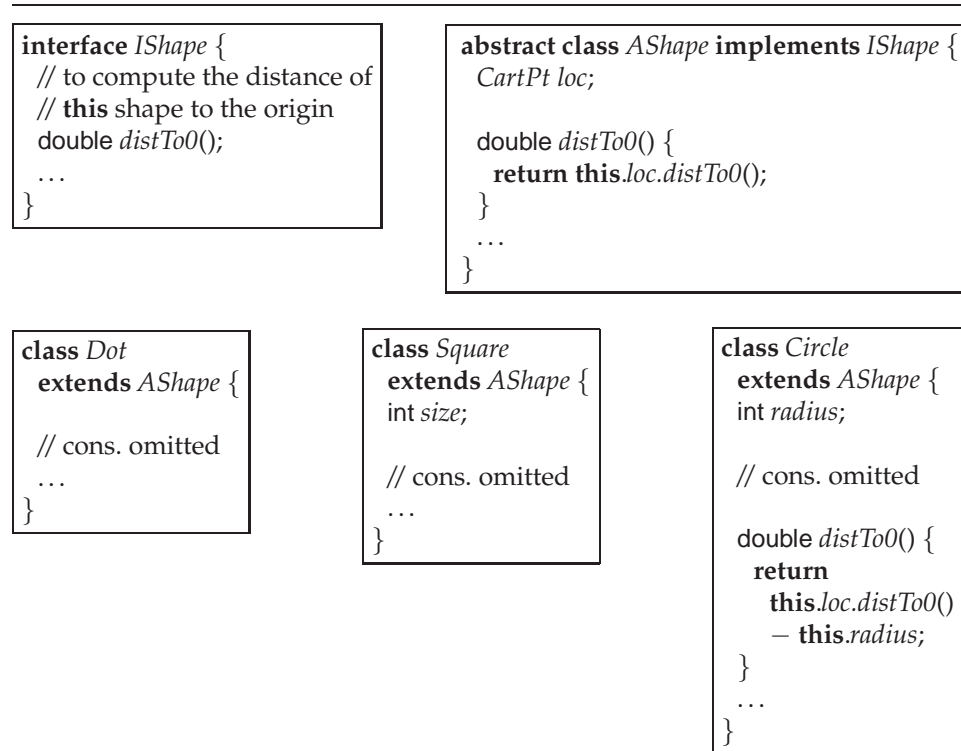 interface IShape {
// to compute the distance of
// this shape to the origin
double distTo0();
. . .
}
abstract class AShape implements IShape {
CartPt loc;
double distTo0() {
return this.loc.distTo0();
}
. . .
}
class Dot
extends AShape {
// cons. omitted
. . .
}
class Square
extends AShape {
int size;
// cons. omitted
. . .
}
class Circle
extends AShape {
int radius;
// cons. omitted
double distTo0() {
return
this.loc.distTo0()
− this.radius;
}
. . .
}